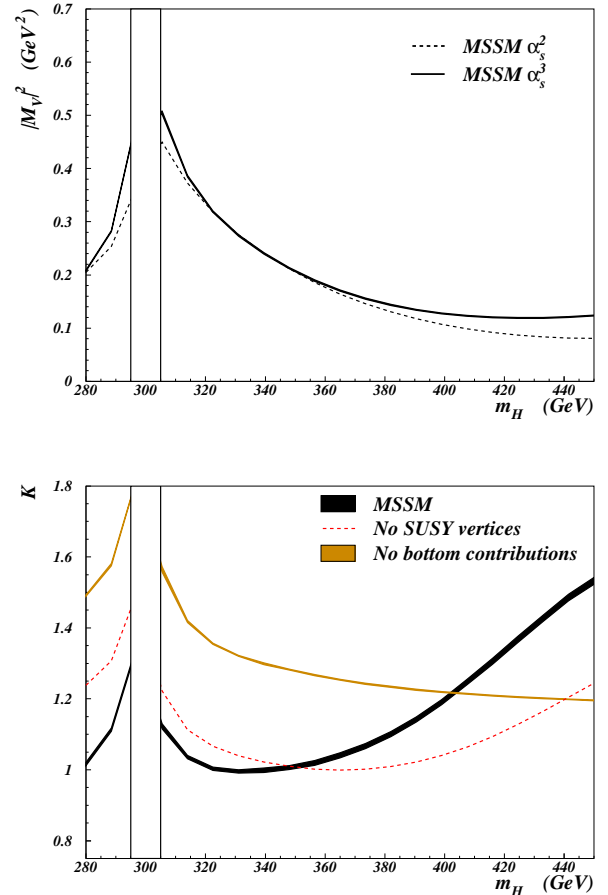 |M_V|^2 (GeV^2)
0.7
0.6
0.5
0.4
0.3
0.2
0.1
0
MSSM α_s^2
MSSM α_s^3
280 300 320 340 360 380 400 420 440
m_H (GeV)
K
1.8
1.6
1.4
1.2
1
0.8
MSSM
No SUSY vertices
No bottom contributions
280 300 320 340 360 380 400 420 440
m_H (GeV)